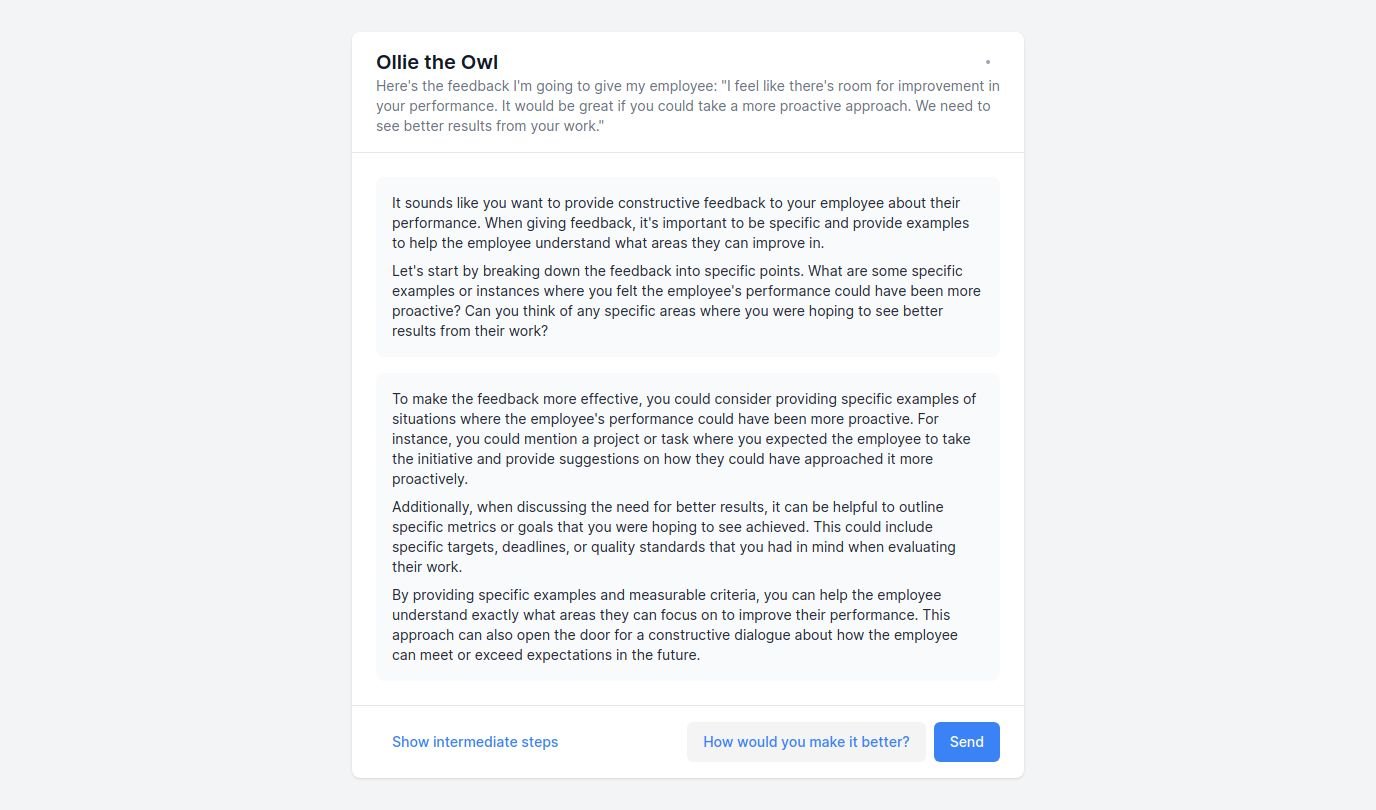 Ollie the Owl
Here's the feedback I'm going to give my employee: "I feel like there's room for improvement in
your performance. It would be great if you could take a more proactive approach. We need to
see better results from your work."
It sounds like you want to provide constructive feedback to your employee about their
performance. When giving feedback, it's important to be specific and provide examples
to help the employee understand what areas they can improve in.
Let's start by breaking down the feedback into specific points. What are some specific
examples or instances where you felt the employee's performance could have been more
proactive? Can you think of any specific areas where you were hoping to see better
results from their work?
To make the feedback more effective, you could consider providing specific examples of
situations where the employee's performance could have been more proactive. For
instance, you could mention a project or task where you expected the employee to take
the initiative and provide suggestions on how they could have approached it more
proactively.
Additionally, when discussing the need for better results, it can be helpful to outline
specific metrics or goals that you were hoping to see achieved. This could include
specific targets, deadlines, or quality standards that you had in mind when evaluating
their work.
By providing specific examples and measurable criteria, you can help the employee
understand exactly what areas they can focus on to improve their performance. This
approach can also open the door for a constructive dialogue about how the employee
can meet or exceed expectations in the future.
Show intermediate steps
How would you make it better?
Send